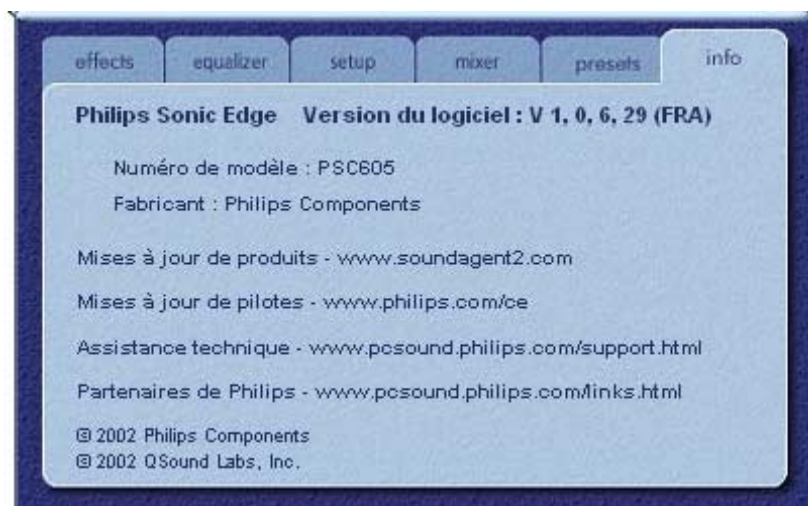 effects equalizer setup mixer presets info
Philips Sonic Edge Version du logiciel : V 1, 0, 6, 29 (FRA)
Numéro de modèle : PSC605
Fabricant : Philips Components
Mises à jour de produits - www.soundagent2.com
Mises à jour de pilotes - www.philips.com/ce
Assistance technique - www.pcsound.philips.com/support.html
Partenaires de Philips - www.pcsound.philips.com/links.html
© 2002 Philips Components
© 2002 QSound Labs, Inc.